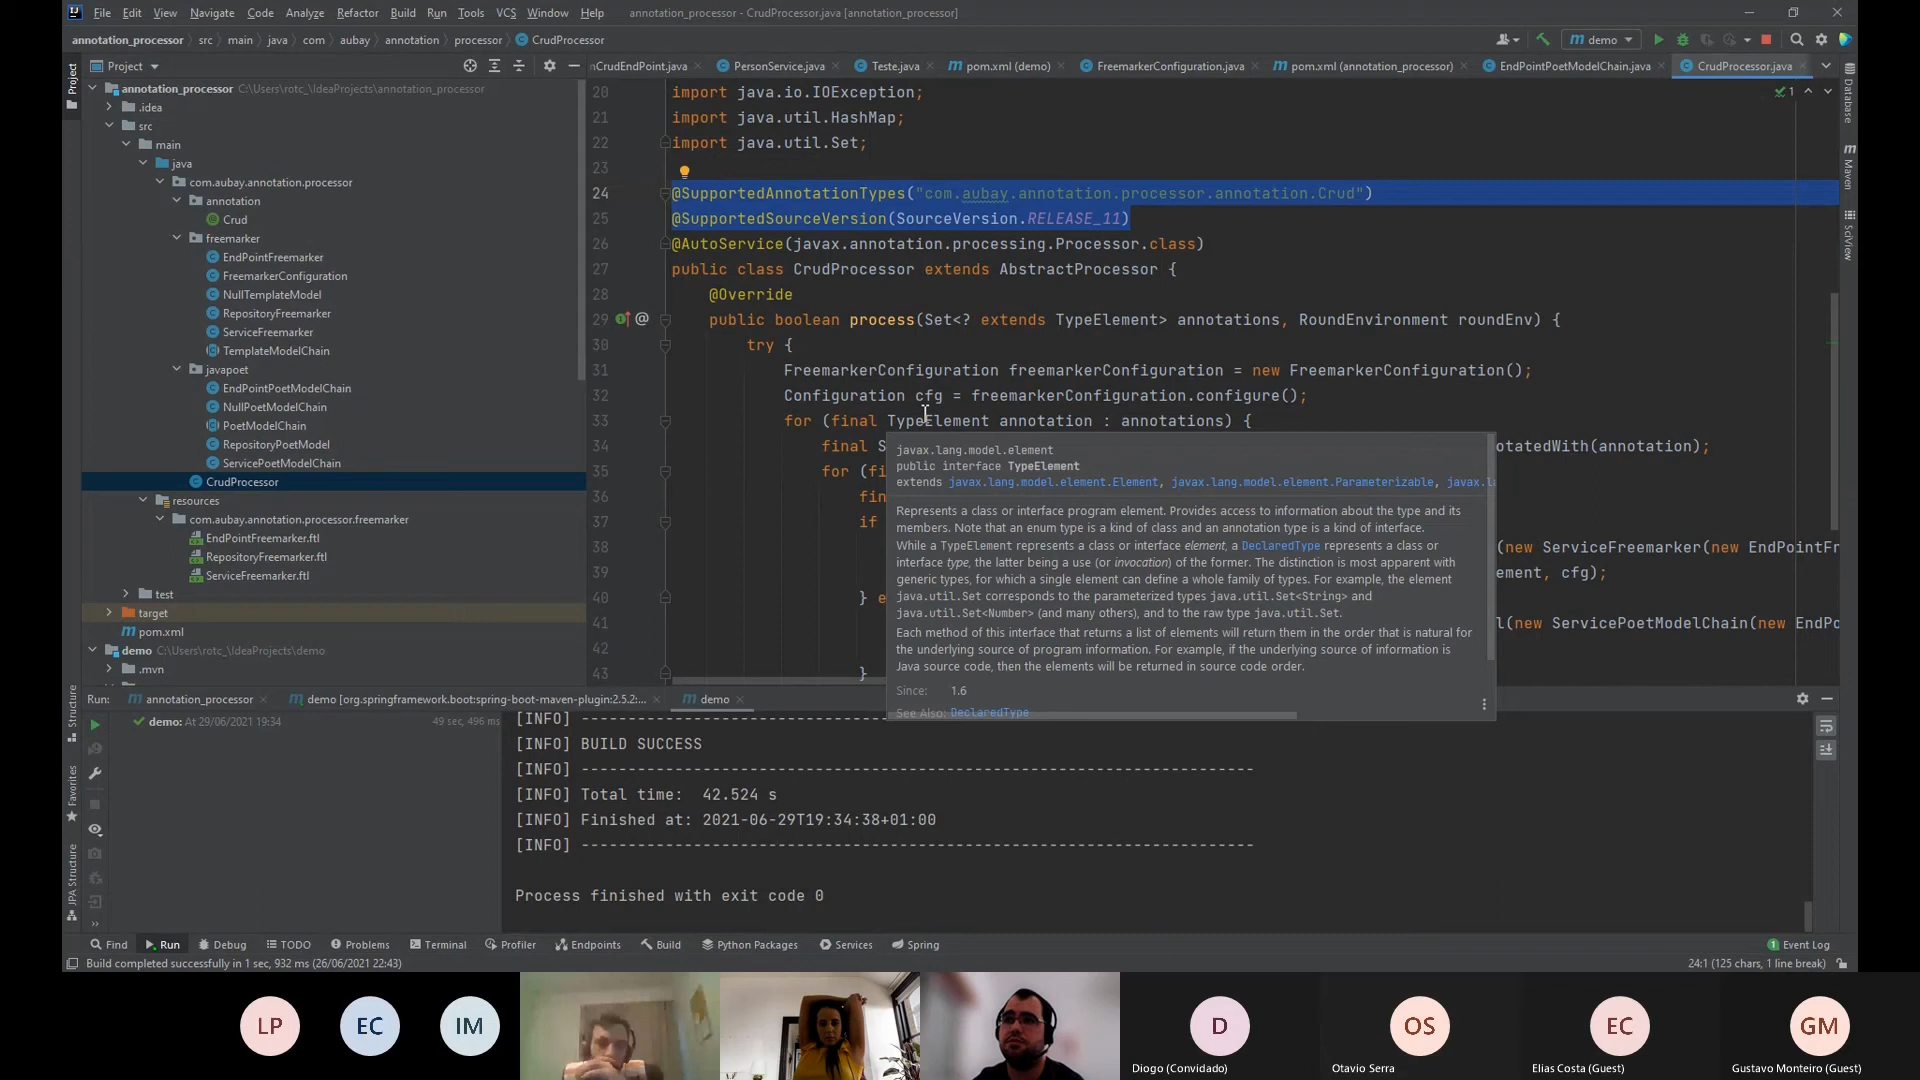 File Edit View Navigate Code Analyze Refactor Build Run Tools VCS Window Help annotation_processor - CrudProcessor.java [annotation_processor]
annotation_processor src main java com aubay annotation processor CrudProcessor demo
Project
nCrudEndPoint.java PersonService.java Teste.java pom.xml (demo) FreemarkerConfiguration.java pom.xml (annotation_processor) EndPointPoetModelChain.java CrudProcessor.java
annotation_processor C:\Users\rotc_\IdeaProjects\annotation_processor
.idea
src
main
java
com.aubay.annotation.processor
annotation
Crud
freemarker
EndPointFreemarker
FreemarkerConfiguration
NullTemplateModel
RepositoryFreemarker
ServiceFreemarker
TemplateModelChain
javapoet
EndPointPoetModelChain
NullPoetModelChain
PoetModelChain
RepositoryPoetModel
ServicePoetModelChain
CrudProcessor
resources
com.aubay.annotation.processor.freemarker
EndPointFreemarker.ftl
RepositoryFreemarker.ftl
ServiceFreemarker.ftl
test
target
pom.xml
demo C:\Users\rotc_\IdeaProjects\demo
.mvn
Project
Structure
Favorites
JPA Structure
Database
Maven
SciView
1
20 import java.io.IOException;
21 import java.util.HashMap;
22 import java.util.Set;
23
24 @SupportedAnnotationTypes("com.aubay.annotation.processor.annotation.Crud")
25 @SupportedSourceVersion(SourceVersion.RELEASE_11)
26 @AutoService(javax.annotation.processing.Processor.class)
27 public class CrudProcessor extends AbstractProcessor {
28 @Override
29 public boolean process(Set<? extends TypeElement> annotations, RoundEnvironment roundEnv) {
30 try {
31 FreemarkerConfiguration freemarkerConfiguration = new FreemarkerConfiguration();
32 Configuration cfg = freemarkerConfiguration.configure();
33 for (final TypeElement annotation : annotations) {
34 final S otatedWith(annotation);
35 for (fi
36 fin
37 if
38 (new ServiceFreemarker(new EndPointFr
39 ement, cfg);
40 } e
41 l(new ServicePoetModelChain(new EndPo
42
43 }
javax.lang.model.element
public interface TypeElement
extends javax.lang.model.element.Element, javax.lang.model.element.Parameterizable, javax.la
Represents a class or interface program element. Provides access to information about the type and its
members. Note that an enum type is a kind of class and an annotation type is a kind of interface.
While a TypeElement represents a class or interface element, a DeclaredType represents a class or
interface type, the latter being a use (or invocation) of the former. The distinction is most apparent with
generic types, for which a single element can define a whole family of types. For example, the element
java.util.Set corresponds to the parameterized types java.util.Set<String> and
java.util.Set<Number> (and many others), and to the raw type java.util.Set.
Each method of this interface that returns a list of elements will return them in the order that is natural for
the underlying source of program information. For example, if the underlying source of information is
Java source code, then the elements will be returned in source code order.
Since: 1.6
See Also: DeclaredType
Run: annotation_processor demo [org.springframework.boot:spring-boot-maven-plugin:2.5.2:... demo
demo: At 29/06/2021 19:34 49 sec, 496 ms
[INFO] ------------------------------------------------------------------------
[INFO] BUILD SUCCESS
[INFO] ------------------------------------------------------------------------
[INFO] Total time:  42.524 s
[INFO] Finished at: 2021-06-29T19:34:38+01:00
[INFO] ------------------------------------------------------------------------
Process finished with exit code 0
Find Run Debug TODO Problems Terminal Profiler Endpoints Build Python Packages Services Spring 1 Event Log
Build completed successfully in 1 sec, 932 ms (26/06/2021 22:43) 24:1 (125 chars, 1 line break)
LP EC IM D OS EC GM
Diogo (Convidado) Otavio Serra Elias Costa (Guest) Gustavo Monteiro (Guest)